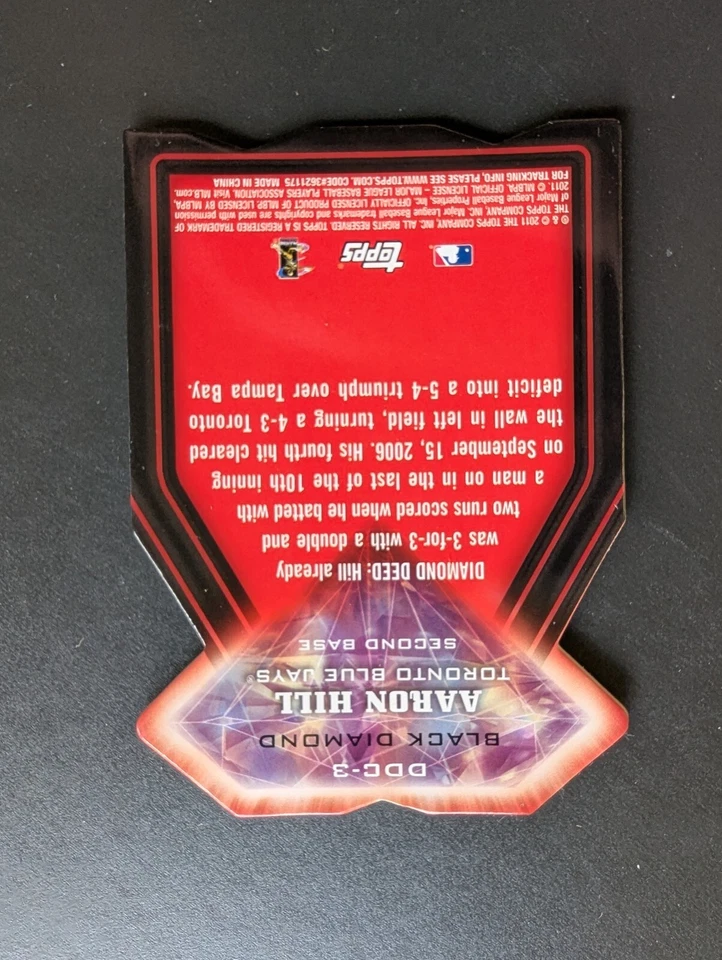 DDC-3
BLACK DIAMOND
AARON HILL
TORONTO BLUE JAYS®
SECOND BASE
DIAMOND DEED: Hill already
was 3-for-3 with a double and
two runs scored when he batted with
a man on in the last of the 10th inning
on September 15, 2006. His fourth hit cleared
the wall in left field, turning a 4-3 Toronto
deficit into a 5-4 triumph over Tampa Bay.
Topps
® & © 2011 THE TOPPS COMPANY, INC. ALL RIGHTS RESERVED. TOPPS IS A REGISTERED TRADEMARK OF
THE TOPPS COMPANY, INC. Major League Baseball trademarks and copyrights are used with permission
of Major League Baseball Properties, Inc. OFFICIALLY LICENSED PRODUCT OF MLBP. LICENSED BY MLBPA,
2011. © MLBPA OFFICIAL LICENSEE – MAJOR LEAGUE BASEBALL PLAYERS ASSOCIATION. Visit MLB.com.
FOR TRACKING INFO, PLEASE SEE WWW.TOPPS.COM. CODE#3621175 MADE IN CHINA